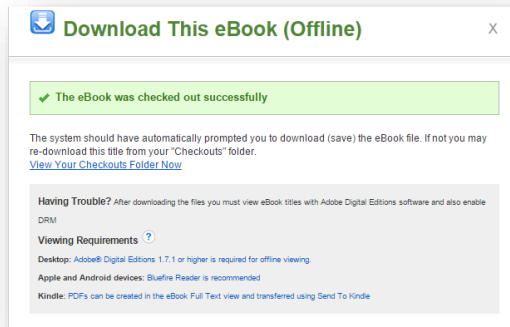 Download This eBook (Offline)
X
The eBook was checked out successfully
The system should have automatically prompted you to download (save) the eBook file. If not you may
re-download this title from your "Checkouts" folder.
View Your Checkouts Folder Now
Having Trouble? After downloading the files you must view eBook titles with Adobe Digital Editions software and also enable
DRM
Viewing Requirements ?
Desktop: Adobe® Digital Editions 1.7.1 or higher is required for offline viewing.
Apple and Android devices: Bluefire Reader is recommended
Kindle: PDFs can be created in the eBook Full Text view and transferred using Send To Kindle